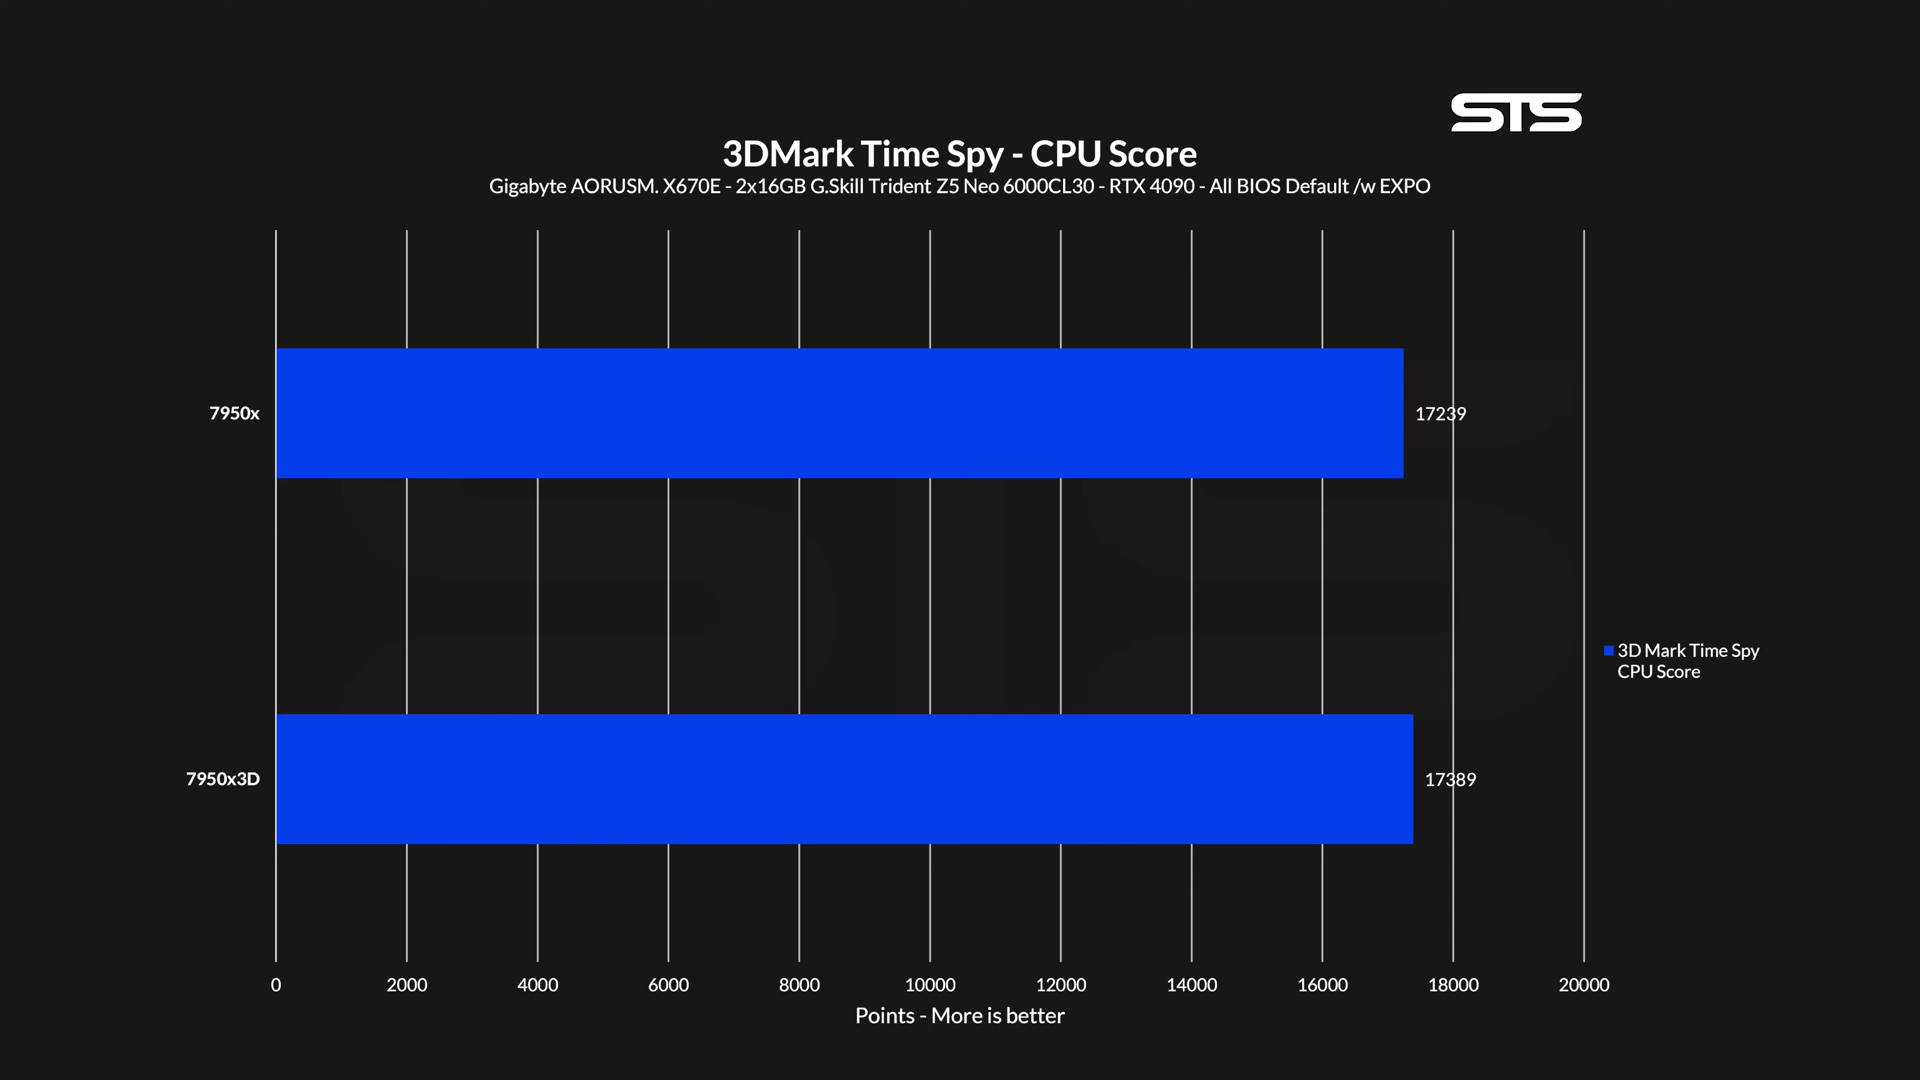 STS
3DMark Time Spy - CPU Score
Gigabyte AORUSM. X670E - 2x16GB G.Skill Trident Z5 Neo 6000CL30 - RTX 4090 - All BIOS Default /w EXPO
7950x
17239
3D Mark Time Spy
CPU Score
7950x3D
17389
0 2000 4000 6000 8000 10000 12000 14000 16000 18000 20000
Points - More is better